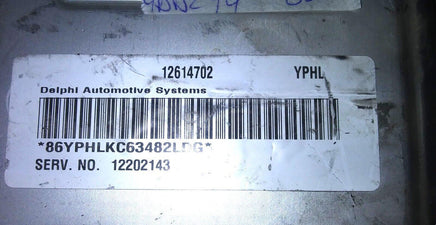 12614702 YPHL
Delphi Automotive Systems
*86YPHLKC63482LDG*
SERV. NO. 12202143